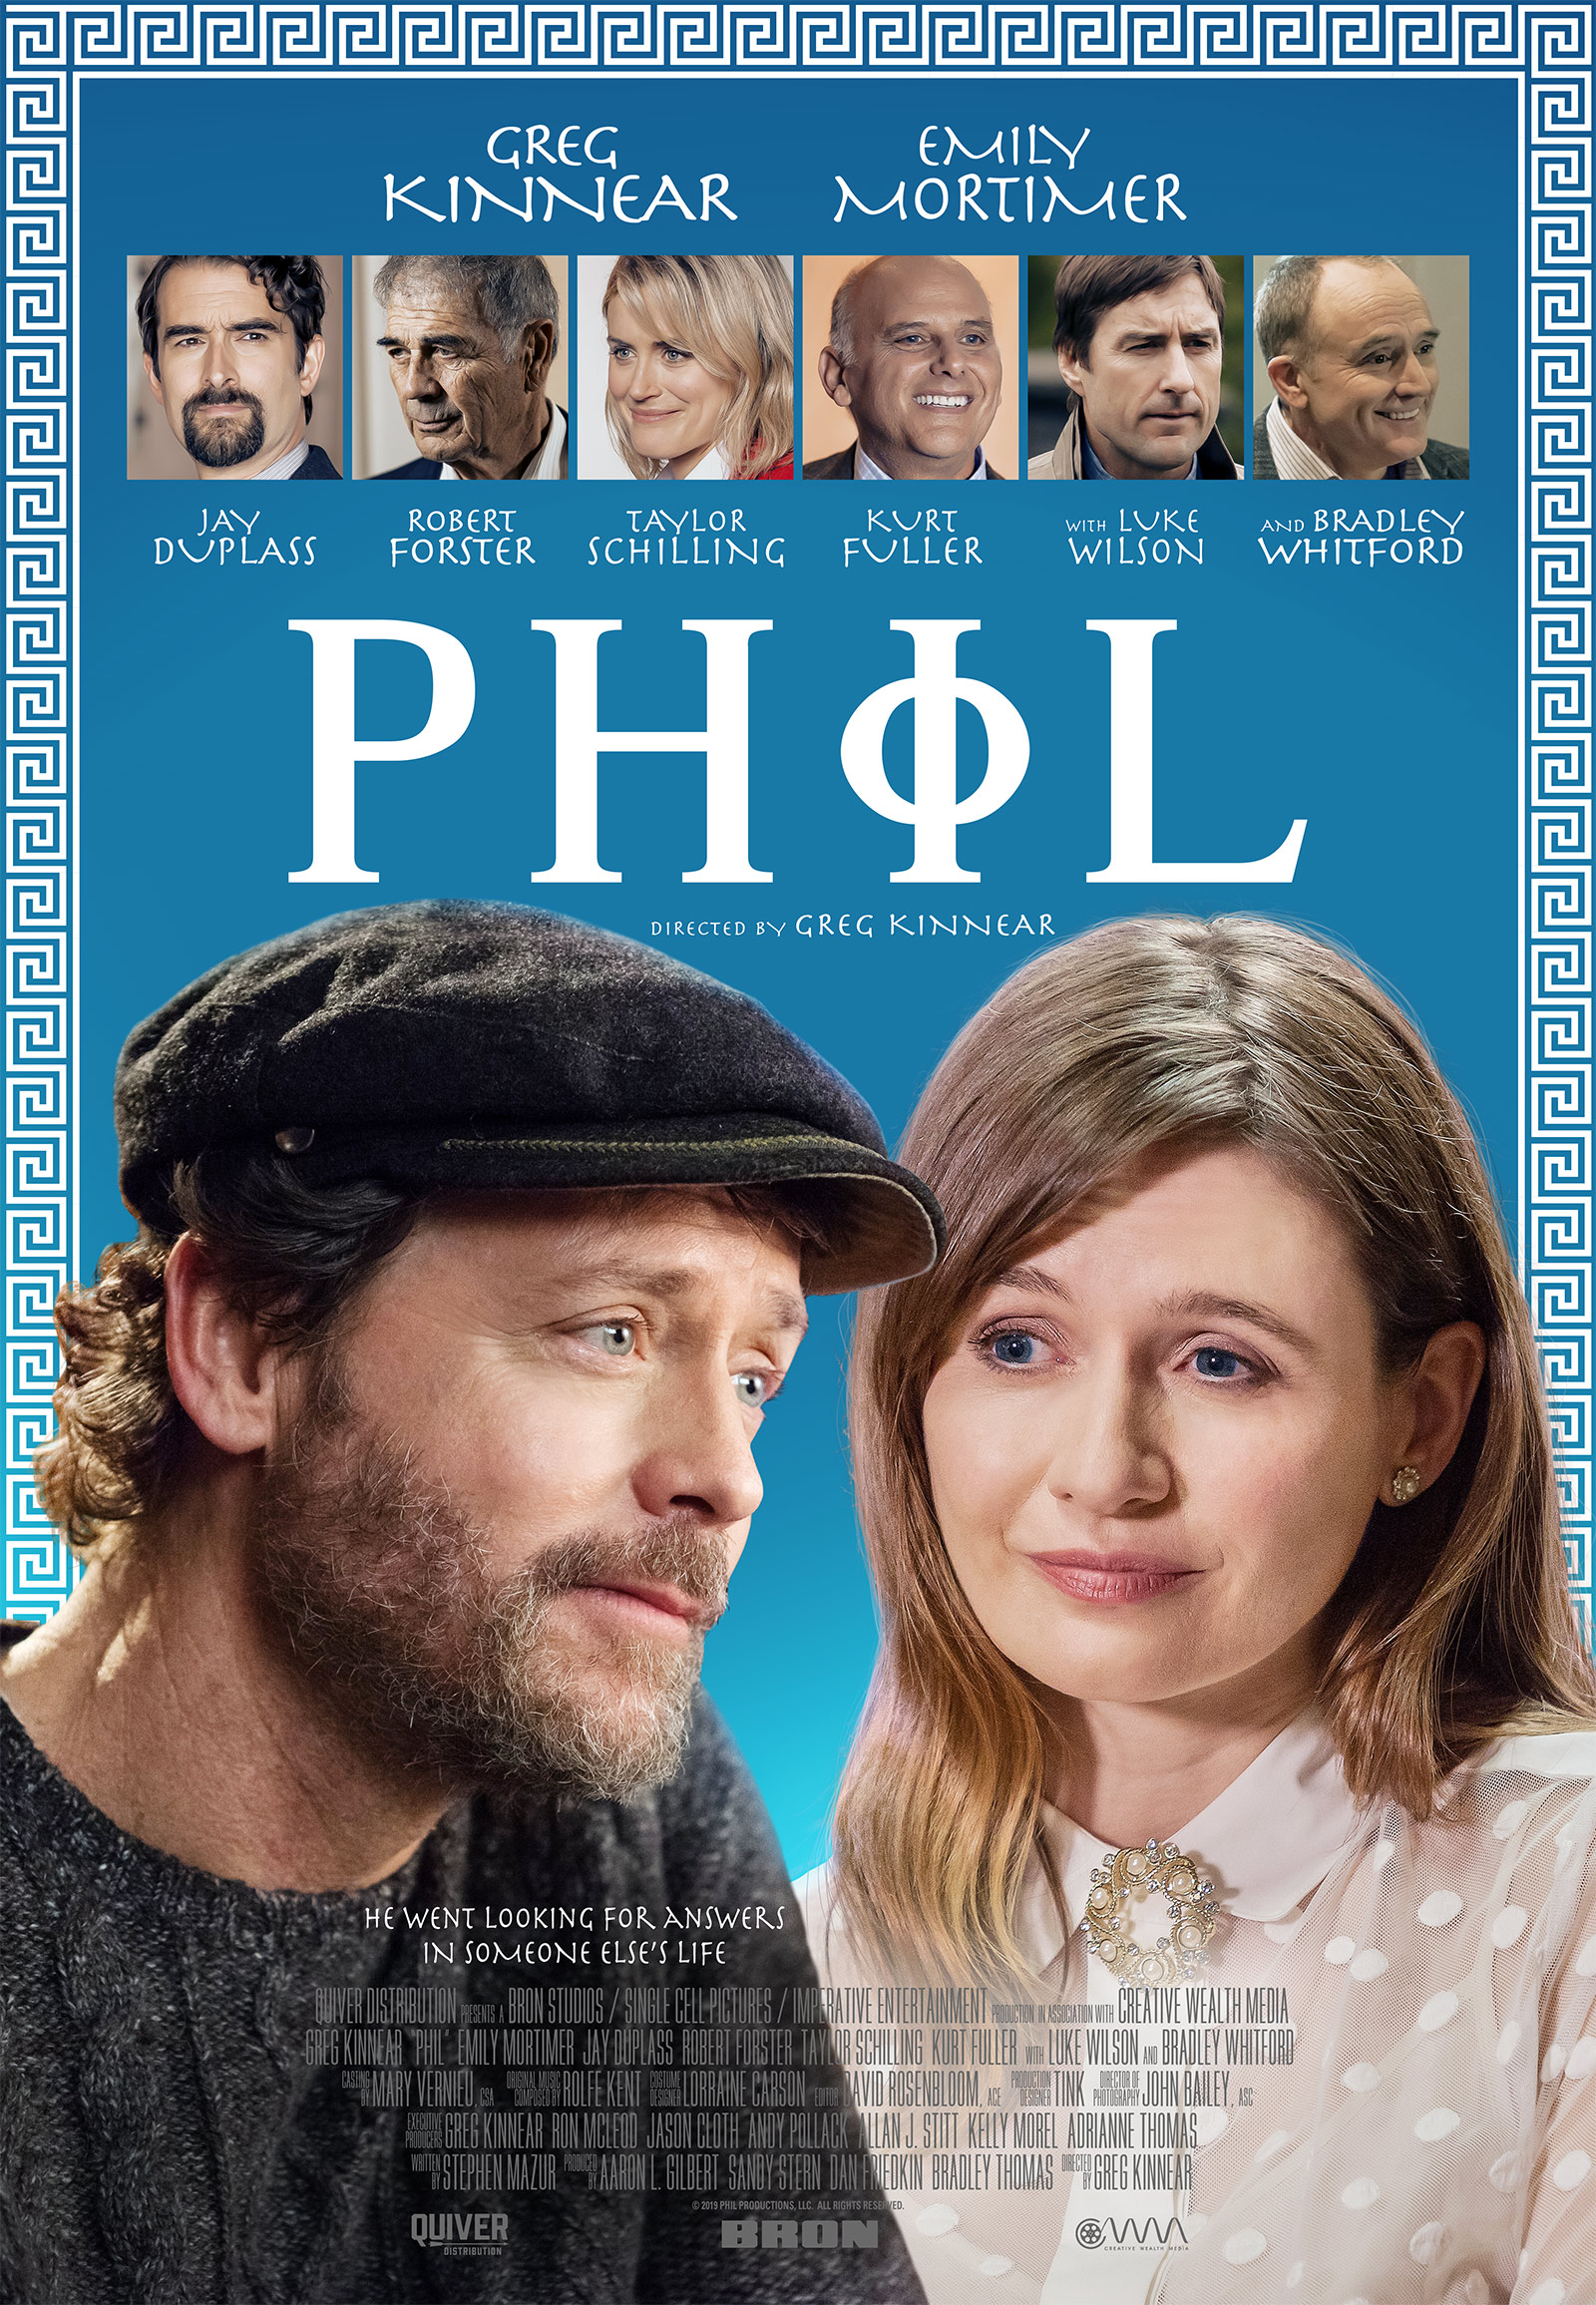 GREG EMILY
KINNEAR MORTIMER
JAY ROBERT TAYLOR KURT WITH LUKE AND BRADLEY
DUPLASS FORSTER SCHILLING FULLER WILSON WHITFORD
PHΦL
DIRECTED BY GREG KINNEAR
HE WENT LOOKING FOR ANSWERS
IN SOMEONE ELSE'S LIFE
QUIVER DISTRIBUTION PRESENTS A BRON STUDIOS / SINGLE CELL PICTURES / IMPERATIVE ENTERTAINMENT PRODUCTION IN ASSOCIATION WITH CREATIVE WEALTH MEDIA
GREG KINNEAR "PHIL" EMILY MORTIMER JAY DUPLASS ROBERT FORSTER TAYLOR SCHILLING KURT FULLER WITH LUKE WILSON AND BRADLEY WHITFORD
CASTING BY MARY VERNIEU, CSA ORIGINAL MUSIC COMPOSED BY ROLFE KENT COSTUME DESIGNER LORRAINE CARSON EDITOR DAVID ROSENBLOOM, ACE PRODUCTION DESIGNER TINK DIRECTOR OF PHOTOGRAPHY JOHN BAILEY, ASC
EXECUTIVE PRODUCERS GREG KINNEAR RON MCLEOD JASON CLOTH ANDY POLLACK ALLAN J. STITT KELLY MOREL ADRIANNE THOMAS
WRITTEN BY STEPHEN MAZUR PRODUCED BY AARON L. GILBERT SANDY STERN DAN FRIEDKIN BRADLEY THOMAS DIRECTED BY GREG KINNEAR
© 2019 PHIL PRODUCTIONS, LLC. ALL RIGHTS RESERVED.
QUIVER BRON CWM
DISTRIBUTION CREATIVE WEALTH MEDIA